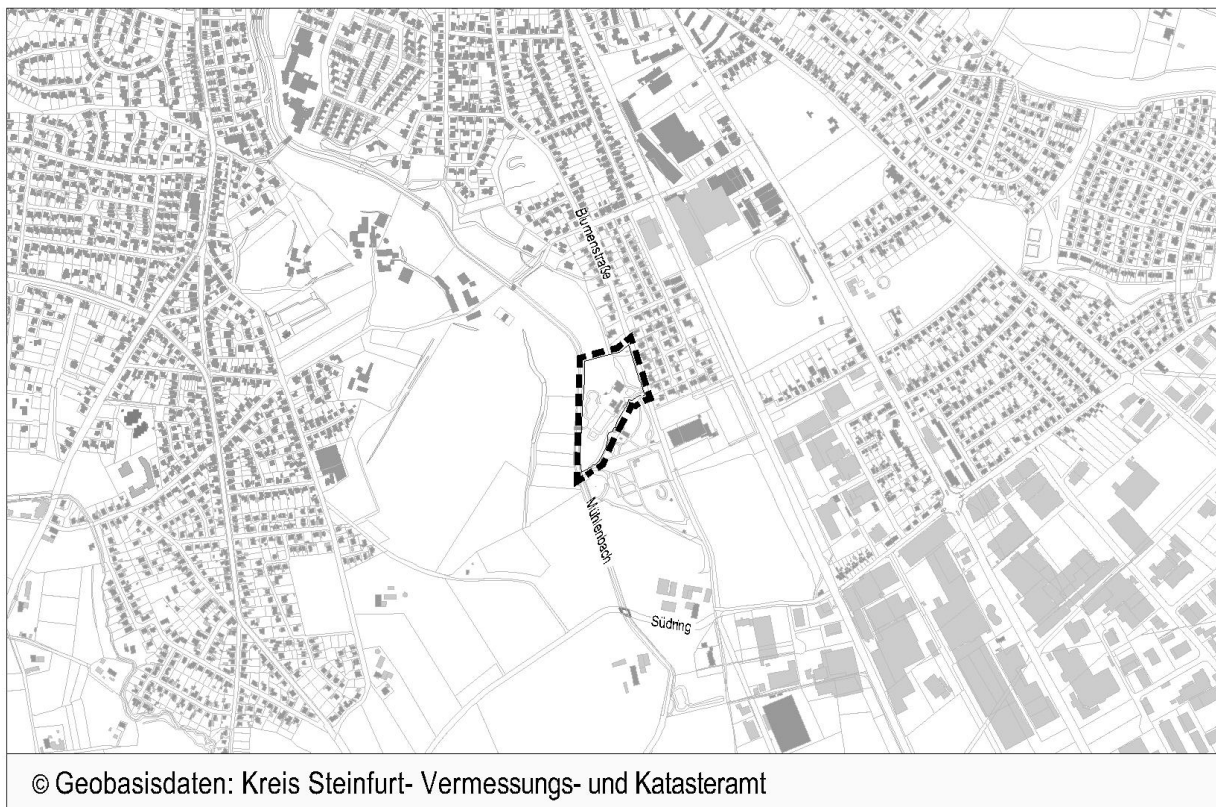 Blumenstraße
Mühlenbach
Südring
© Geobasisdaten: Kreis Steinfurt- Vermessungs- und Katasteramt